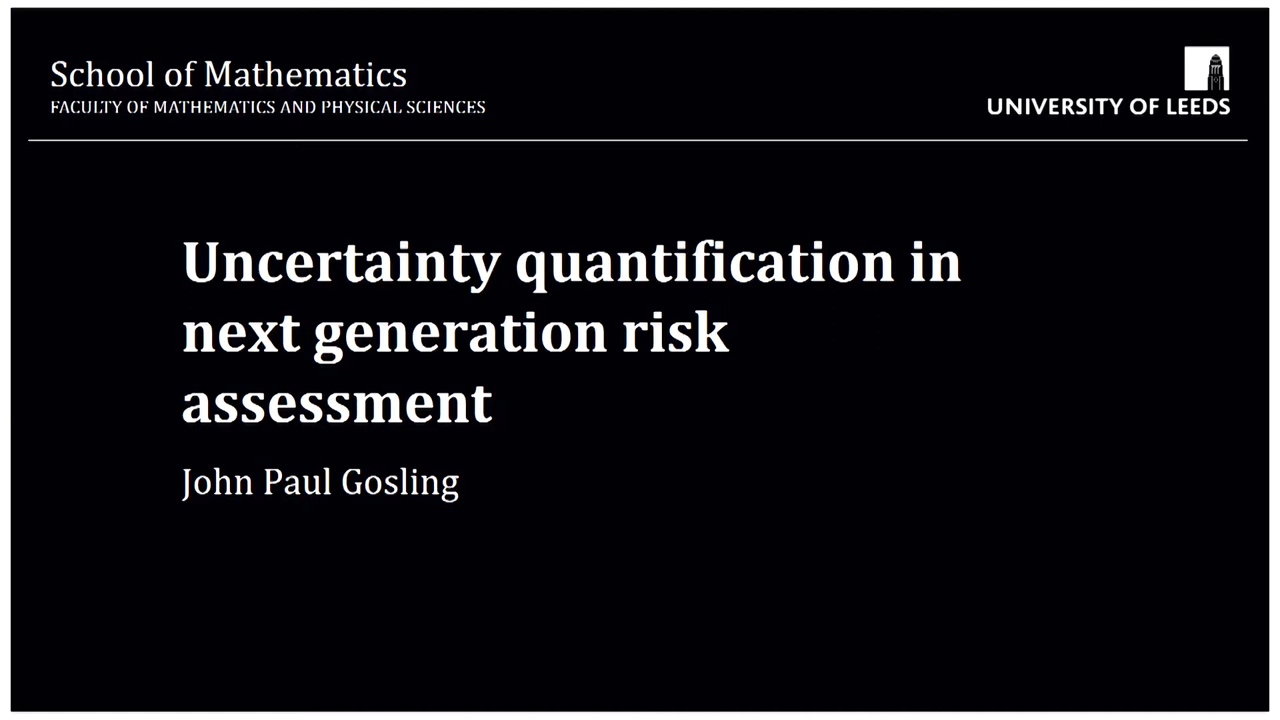 School of Mathematics
FACULTY OF MATHEMATICS AND PHYSICAL SCIENCES
UNIVERSITY OF LEEDS
Uncertainty quantification in
next generation risk
assessment
John Paul Gosling